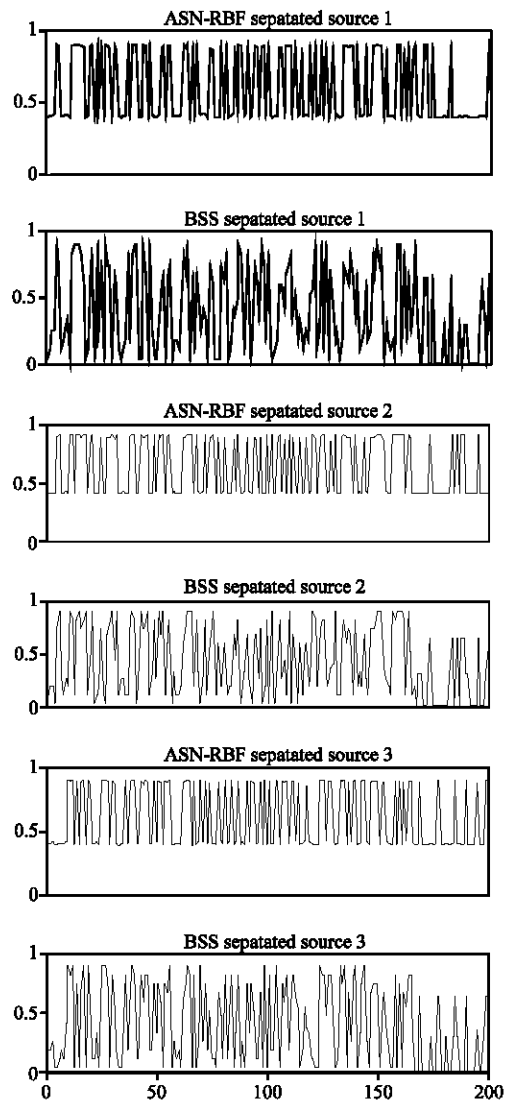 ASN-RBF sepatated source 1
1
0.5
0
BSS sepatated source 1
1
0.5
0
ASN-RBF sepatated source 2
1
0.5
0
BSS sepatated source 2
1
0.5
0
ASN-RBF sepatated source 3
1
0.5
0
BSS sepatated source 3
1
0.5
0
0 50 100 150 200